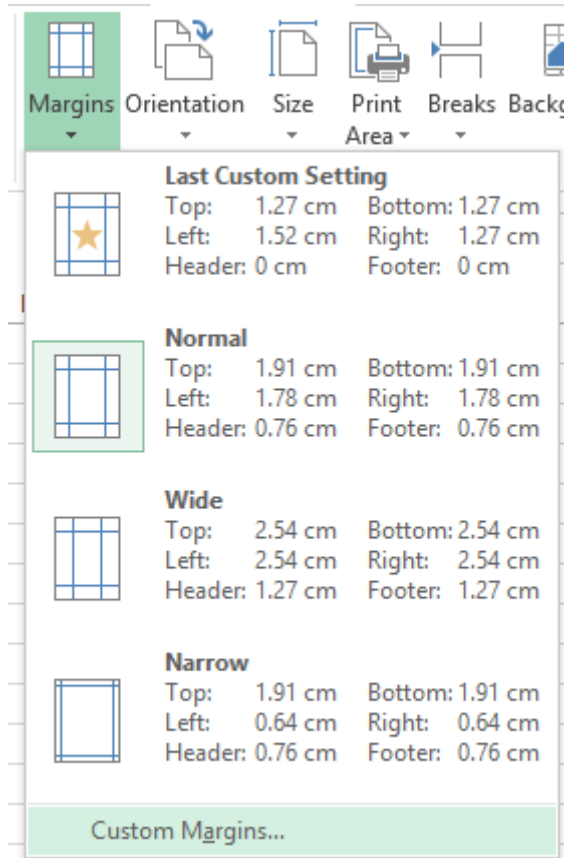 Margins Orientation Size Print Breaks
Area
Last Custom Setting
Top: 1.27 cm Bottom: 1.27 cm
Left: 1.52 cm Right: 1.27 cm
Header: 0 cm Footer: 0 cm
Normal
Top: 1.91 cm Bottom: 1.91 cm
Left: 1.78 cm Right: 1.78 cm
Header: 0.76 cm Footer: 0.76 cm
Wide
Top: 2.54 cm Bottom: 2.54 cm
Left: 2.54 cm Right: 2.54 cm
Header: 1.27 cm Footer: 1.27 cm
Narrow
Top: 1.91 cm Bottom: 1.91 cm
Left: 0.64 cm Right: 0.64 cm
Header: 0.76 cm Footer: 0.76 cm
Custom Margins...